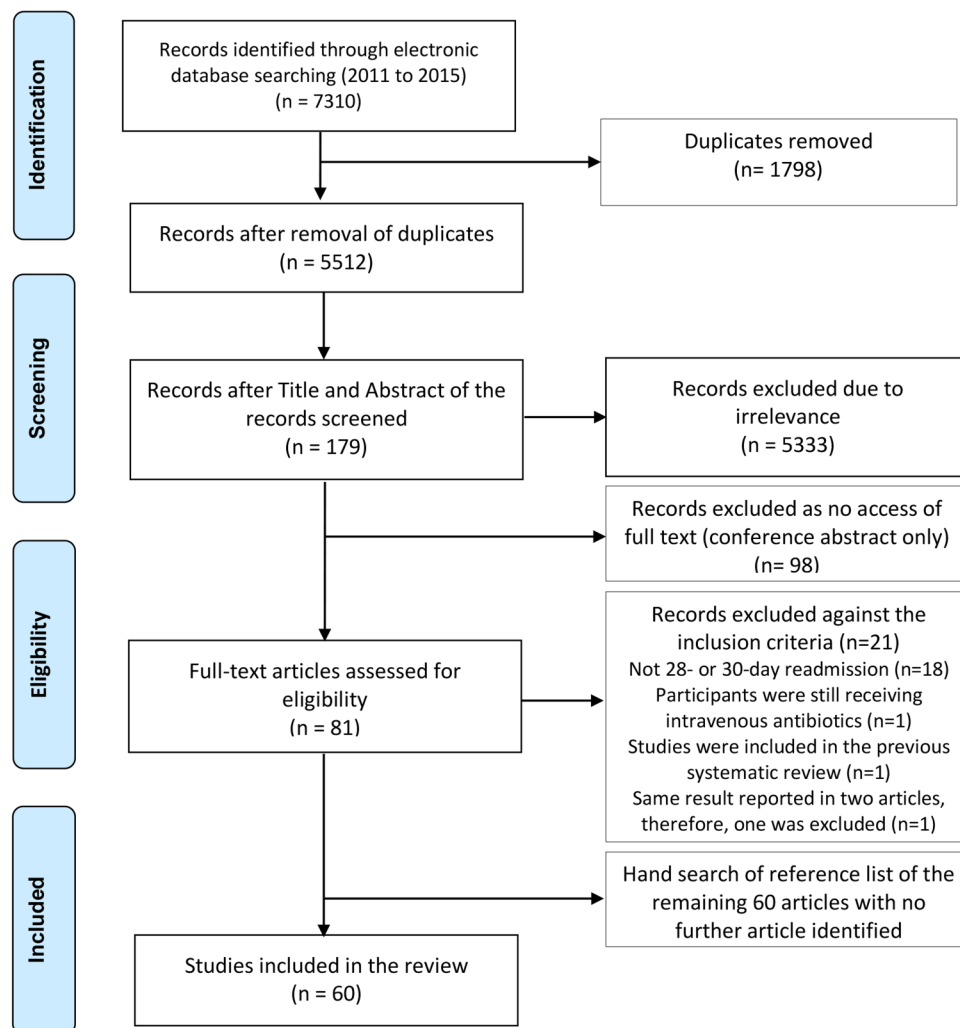 Identification
Records identified through electronic
database searching (2011 to 2015)
(n = 7310)
Duplicates removed
(n= 1798)
Records after removal of duplicates
(n = 5512)
Screening
Records after Title and Abstract of the
records screened
(n = 179)
Records excluded due to
irrelevance
(n = 5333)
Records excluded as no access of
full text (conference abstract only)
(n= 98)
Eligibility
Full-text articles assessed for
eligibility
(n = 81)
Records excluded against the
inclusion criteria (n=21)
Not 28- or 30-day readmission (n=18)
Participants were still receiving
intravenous antibiotics (n=1)
Studies were included in the previous
systematic review (n=1)
Same result reported in two articles,
therefore, one was excluded (n=1)
Included
Hand search of reference list of the
remaining 60 articles with no
further article identified
Studies included in the review
(n = 60)